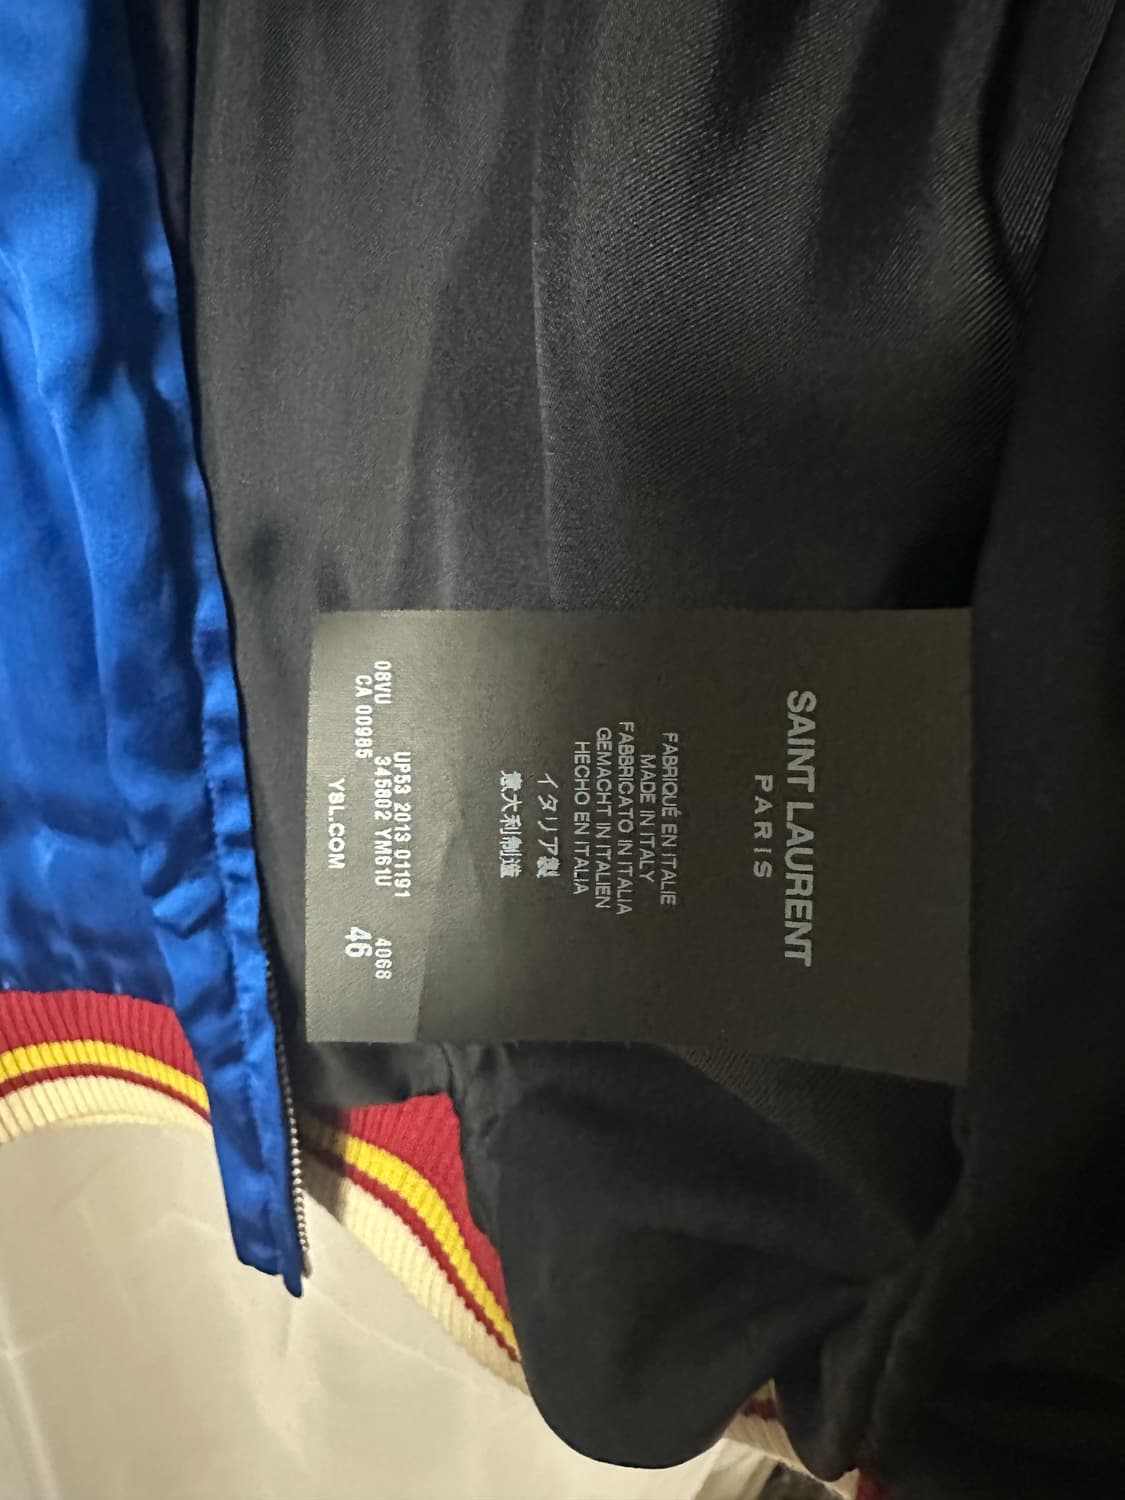 SAINT LAURENT
PARIS
FABRIQUÉ EN ITALIE
MADE IN ITALY
FABBRICATO IN ITALIA
GEMACHT IN ITALIEN
HECHO EN ITALIA
イタリア製
意大利制造
UP53 2013 01191
08VU 345802 YM61U 4068
CA 00985 46
YSL.COM